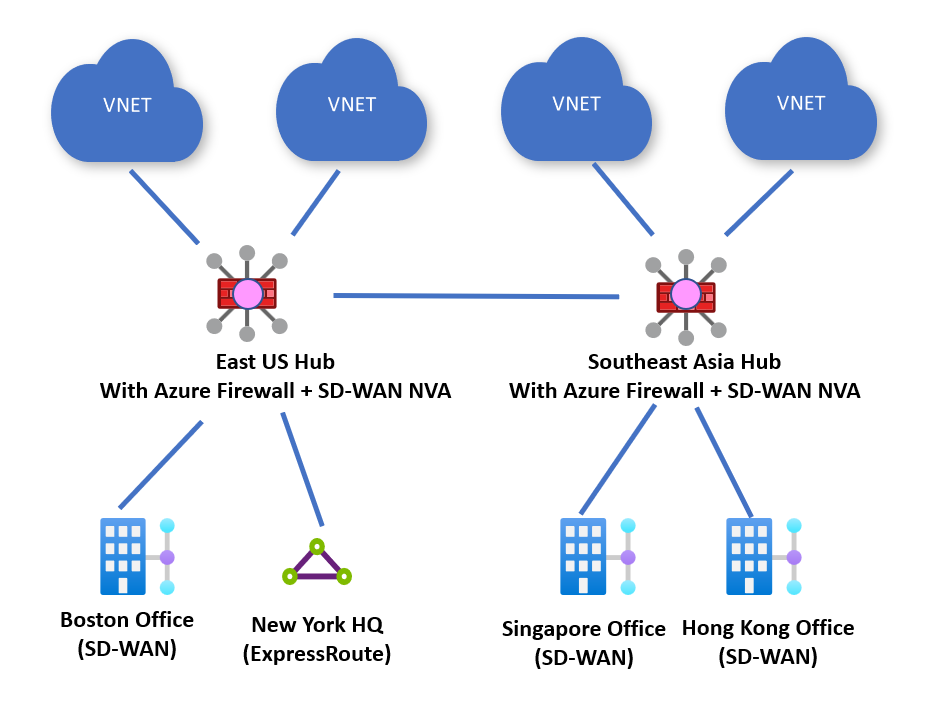 VNET
VNET
VNET
VNET
East US Hub
With Azure Firewall + SD-WAN NVA
Southeast Asia Hub
With Azure Firewall + SD-WAN NVA
Boston Office
(SD-WAN)
New York HQ
(ExpressRoute)
Singapore Office
(SD-WAN)
Hong Kong Office
(SD-WAN)